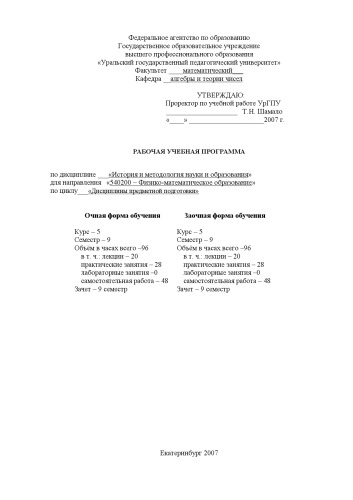 Федеральное агентство по образованию
Государственное образовательное учреждение
высшего профессионального образования
«Уральский государственный педагогический университет»
Факультет ____математический___
Кафедра __алгебры и теории чисел
УТВЕРЖДАЮ:
Проректор по учебной работе УрГПУ
____________________ Т.Н. Шамало
«____» _____________________2007 г.
РАБОЧАЯ УЧЕБНАЯ ПРОГРАММА
по дисциплине ___«История и методология науки и образования»
для направления «540200 – Физико-математическое образование»
по циклу___«Дисциплины предметной подготовки»
Очная форма обучения
Курс – 5
Семестр – 9
Объём в часах всего –96
в т. ч.: лекции – 20
практические занятия – 28
лабораторные занятия –0
самостоятельная работа – 48
Зачет – 9 семестр
Заочная форма обучения
Курс – 5
Семестр – 9
Объём в часах всего –96
в т. ч.: лекции – 20
практические занятия – 28
лабораторные занятия –0
самостоятельная работа – 48
Зачет – 9 семестр
Екатеринбург 2007